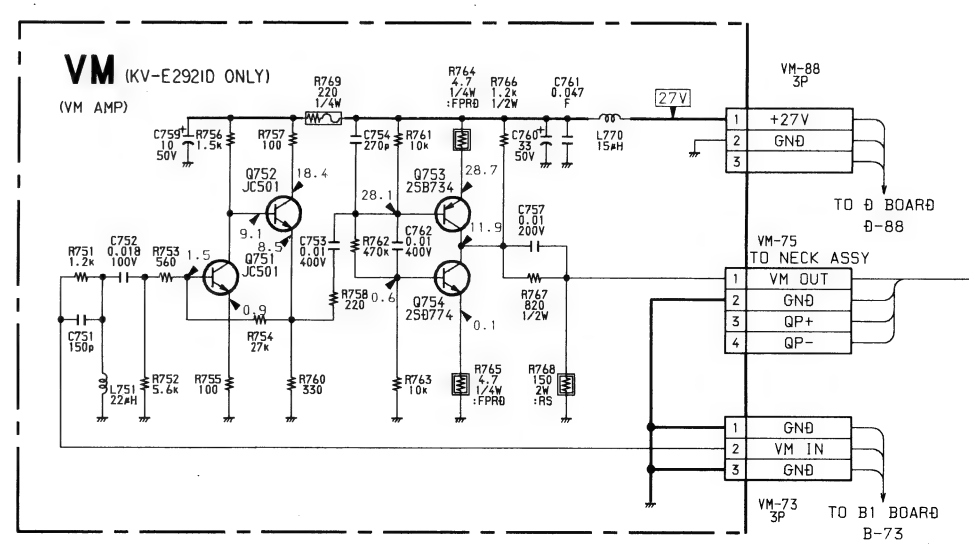 VM (KV-E2921D ONLY)
(VM AMP)
R769
220
1/4W
R764
4.7
1/4W
:FPRD
R766
1.2k
1/2W
C761
0.047
F
27V
VM-88
3P
1 +27V
2 GND
3
TO D BOARD
D-88
C759
10
50V
+
R756
1.5k
R757
100
C754
270p
R761
10k
C760
33
50V
+
L770
15μH
Q752
JC501
18.4
Q753
2SB734
28.7
28.1
9.1
8.5
11.9
C757
0.01
200V
R751
1.2k
C752
0.018
100V
R753
560
1.5
Q751
JC501
C753
0.01
400V
R762
470k
C762
0.01
400V
R758
220
0.6
Q754
2SD774
R767
820
1/2W
0.9
0.1
C751
150p
R754
27k
L751
22μH
R752
5.6k
R755
100
R760
330
R763
10k
R765
4.7
1/4W
:FPRD
R768
150
2W
:RS
VM-75
TO NECK ASSY
1 VM OUT
2 GND
3 QP+
4 QP-
1 GND
2 VM IN
3 GND
VM-73
3P
TO B1 BOARD
B-73